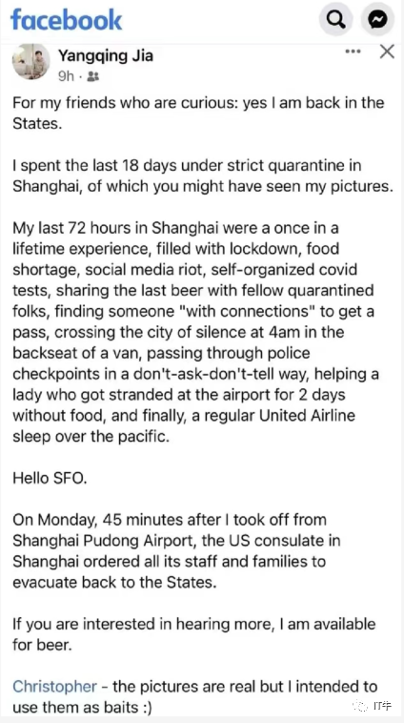 facebook
Yangqing Jia
9h ·
For my friends who are curious: yes I am back in the
States.
I spent the last 18 days under strict quarantine in
Shanghai, of which you might have seen my pictures.
My last 72 hours in Shanghai were a once in a
lifetime experience, filled with lockdown, food
shortage, social media riot, self-organized covid
tests, sharing the last beer with fellow quarantined
folks, finding someone "with connections" to get a
pass, crossing the city of silence at 4am in the
backseat of a van, passing through police
checkpoints in a don't-ask-don't-tell way, helping a
lady who got stranded at the airport for 2 days
without food, and finally, a regular United Airline
sleep over the pacific.
Hello SFO.
On Monday, 45 minutes after I took off from
Shanghai Pudong Airport, the US consulate in
Shanghai ordered all its staff and families to
evacuate back to the States.
If you are interested in hearing more, I am available
for beer.
Christopher - the pictures are real but I intended to
use them as baits :)
IT牛